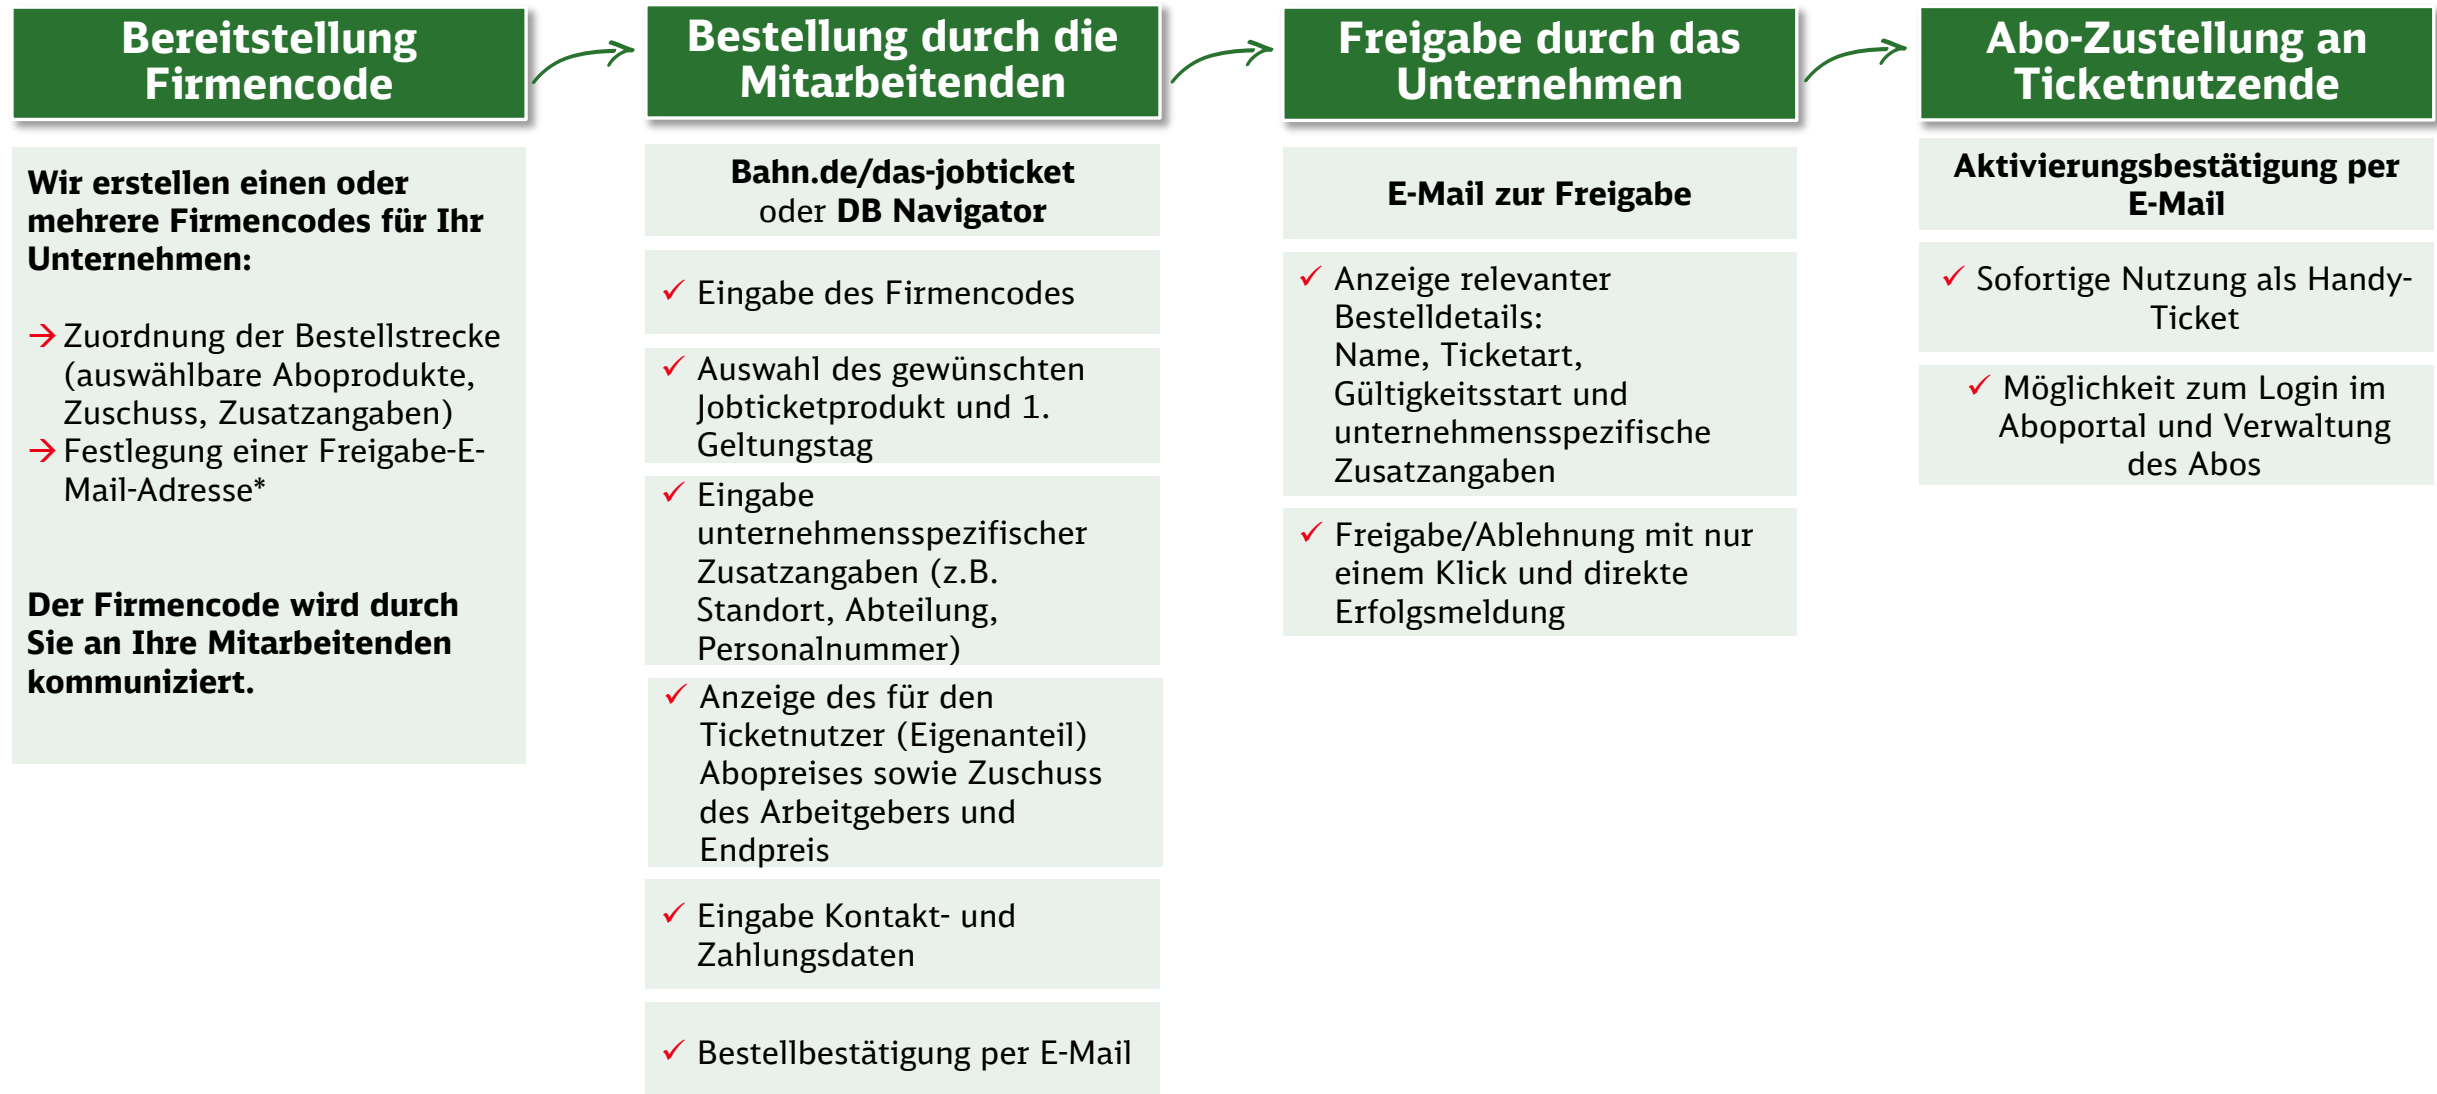 Bereitstellung
Firmencode
Wir erstellen einen oder
mehrere Firmencodes für Ihr
Unternehmen:
→ Zuordnung der Bestellstrecke
(auswählbare Aboprodukte,
Zuschuss, Zusatzangaben)
→ Festlegung einer Freigabe-E-
Mail-Adresse*
Der Firmencode wird durch
Sie an Ihre Mitarbeitenden
kommuniziert.
Bestellung durch die
Mitarbeitenden
Bahn.de/das-jobticket
oder DB Navigator
✓ Eingabe des Firmencodes
✓ Auswahl des gewünschten
Jobticketprodukt und 1.
Geltungstag
✓ Eingabe
unternehmensspezifischer
Zusatzangaben (z.B.
Standort, Abteilung,
Personalnummer)
✓ Anzeige des für den
Ticketnutzer (Eigenanteil)
Abopreises sowie Zuschuss
des Arbeitgebers und
Endpreis
✓ Eingabe Kontakt- und
Zahlungsdaten
✓ Bestellbestätigung per E-Mail
Freigabe durch das
Unternehmen
E-Mail zur Freigabe
✓ Anzeige relevanter
Bestelldetails:
Name, Ticketart,
Gültigkeitsstart und
unternehmensspezifische
Zusatzangaben
✓ Freigabe/Ablehnung mit nur
einem Klick und direkte
Erfolgsmeldung
Abo-Zustellung an
Ticketnutzende
Aktivierungsbestätigung per
E-Mail
✓ Sofortige Nutzung als Handy-
Ticket
✓ Möglichkeit zum Login im
Aboportal und Verwaltung
des Abos